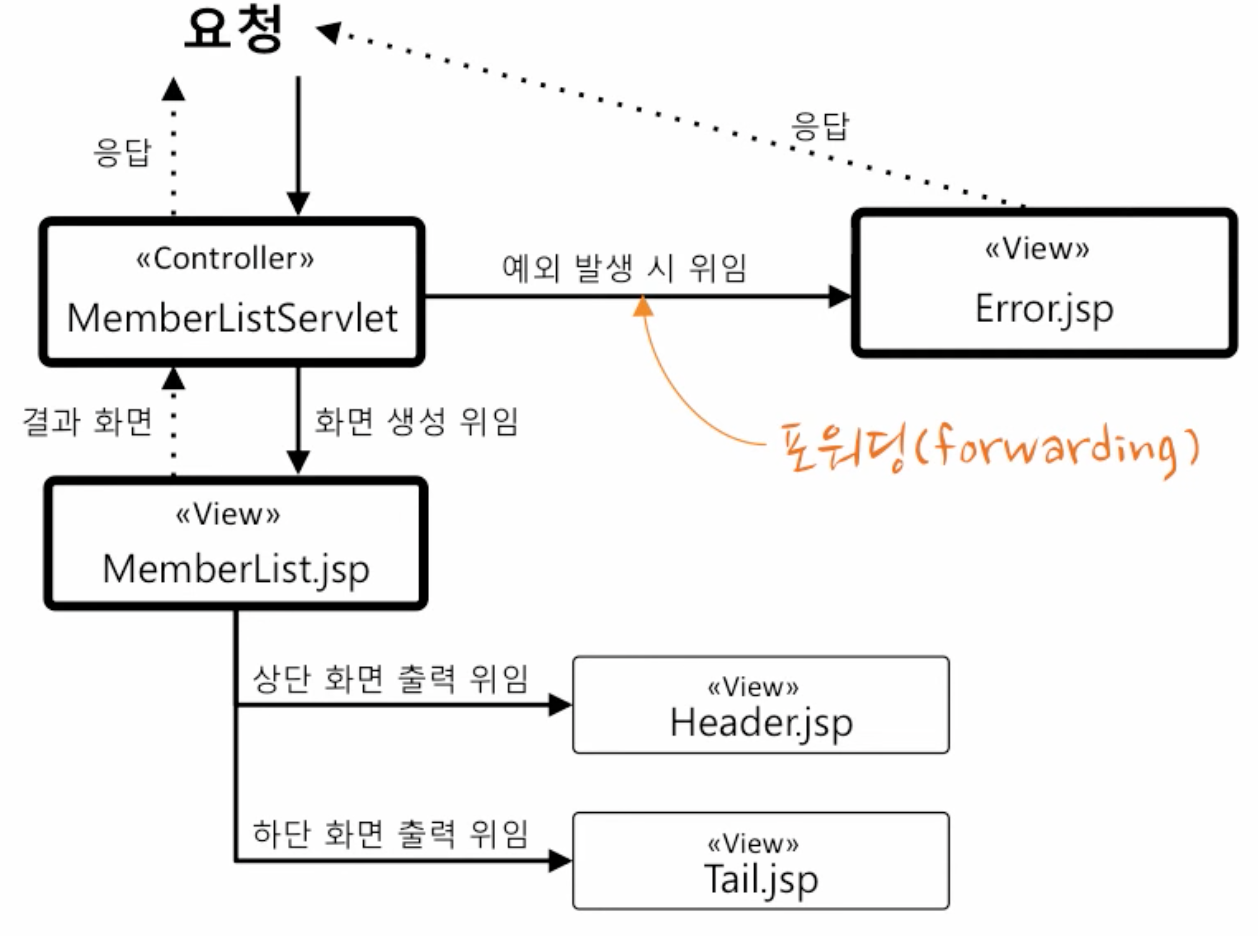 요청
응답
응답
«Controller»
MemberListServlet
예외 발생 시 위임
«View»
Error.jsp
결과 화면
화면 생성 위임
포워딩(forwarding)
«View»
MemberList.jsp
상단 화면 출력 위임
«View»
Header.jsp
하단 화면 출력 위임
«View»
Tail.jsp